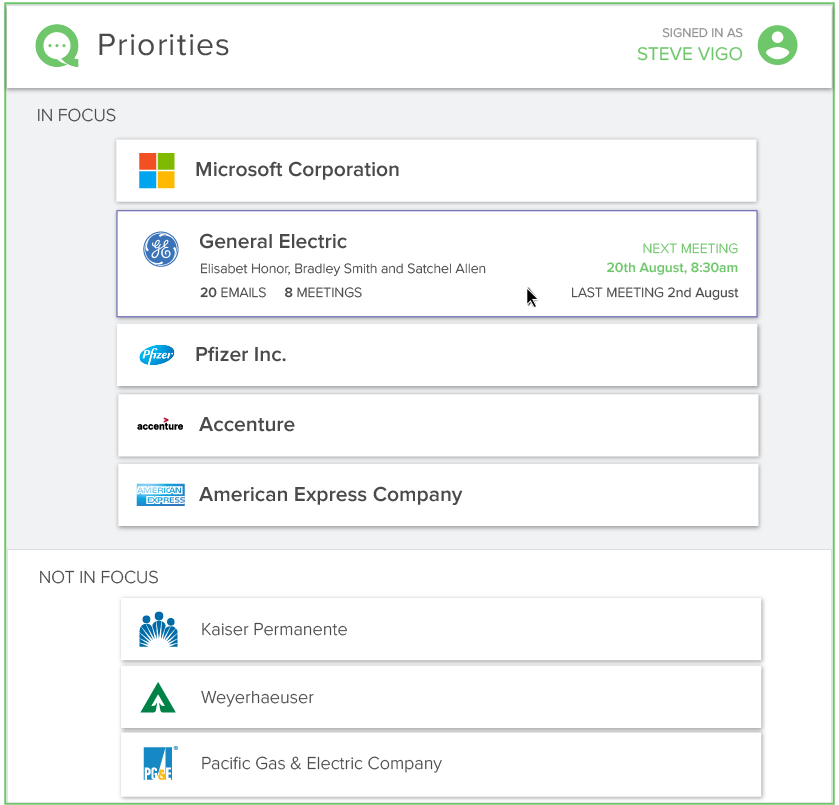 Priorities
SIGNED IN AS
STEVE VIGO
IN FOCUS
Microsoft Corporation
GE
General Electric
Elisabet Honor, Bradley Smith and Satchel Allen
20 EMAILS 8 MEETINGS
NEXT MEETING
20th August, 8:30am
LAST MEETING 2nd August
Pfizer
Pfizer Inc.
accenture
Accenture
AMERICAN
EXPRESS
American Express Company
NOT IN FOCUS
Kaiser Permanente
Weyerhaeuser
PG&E
Pacific Gas & Electric Company